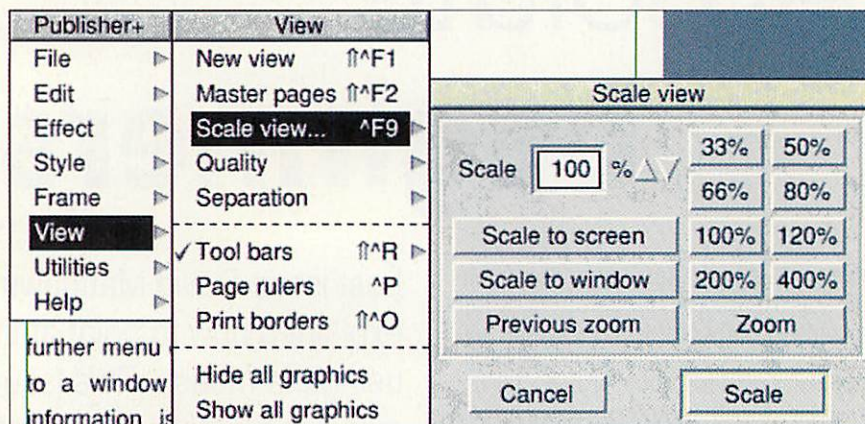 Publisher+
File
Edit
Effect
Style
Frame
View
Utilities
Help
further menu
to a window
information is
View
New view ⇧^F1
Master pages ⇧^F2
Scale view... ^F9
Quality
Separation
✓ Tool bars ⇧^R
Page rulers ^P
Print borders ⇧^O
Hide all graphics
Show all graphics
Scale view
Scale 100 %
33% 50%
66% 80%
Scale to screen 100% 120%
Scale to window 200% 400%
Previous zoom Zoom
Cancel Scale